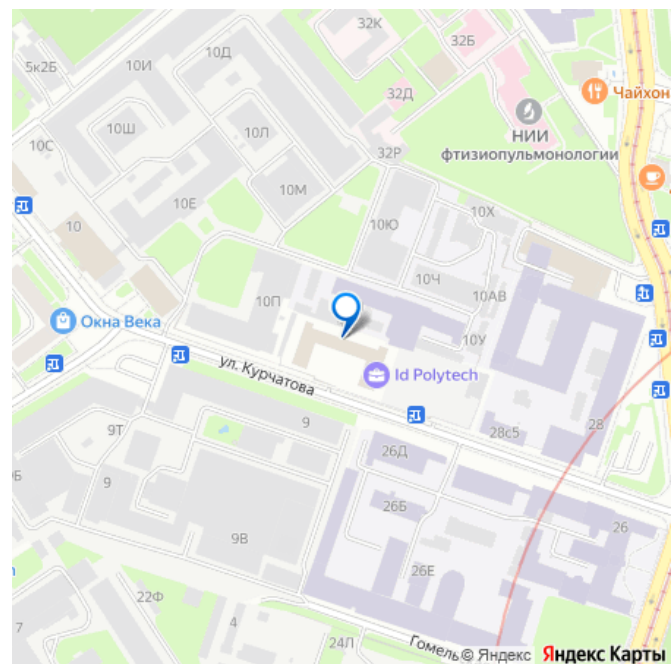 32К
10Д
32Б
5к2Б
10И
Чайхон
32Д
10Ш
10Л
НИИ
фтизиопульмонологии
10С
32Р
10М
10Е
10Х
10
10Ю
10Ч
10П
10АВ
Окна Века
10У
ул. Курчатова
Id Polytech
9Т
9
28
28с5
26Д
9
26Б
26
9В
26Е
22Ф
4
7
24Л
Гомель
© Яндекс Яндекс Карты